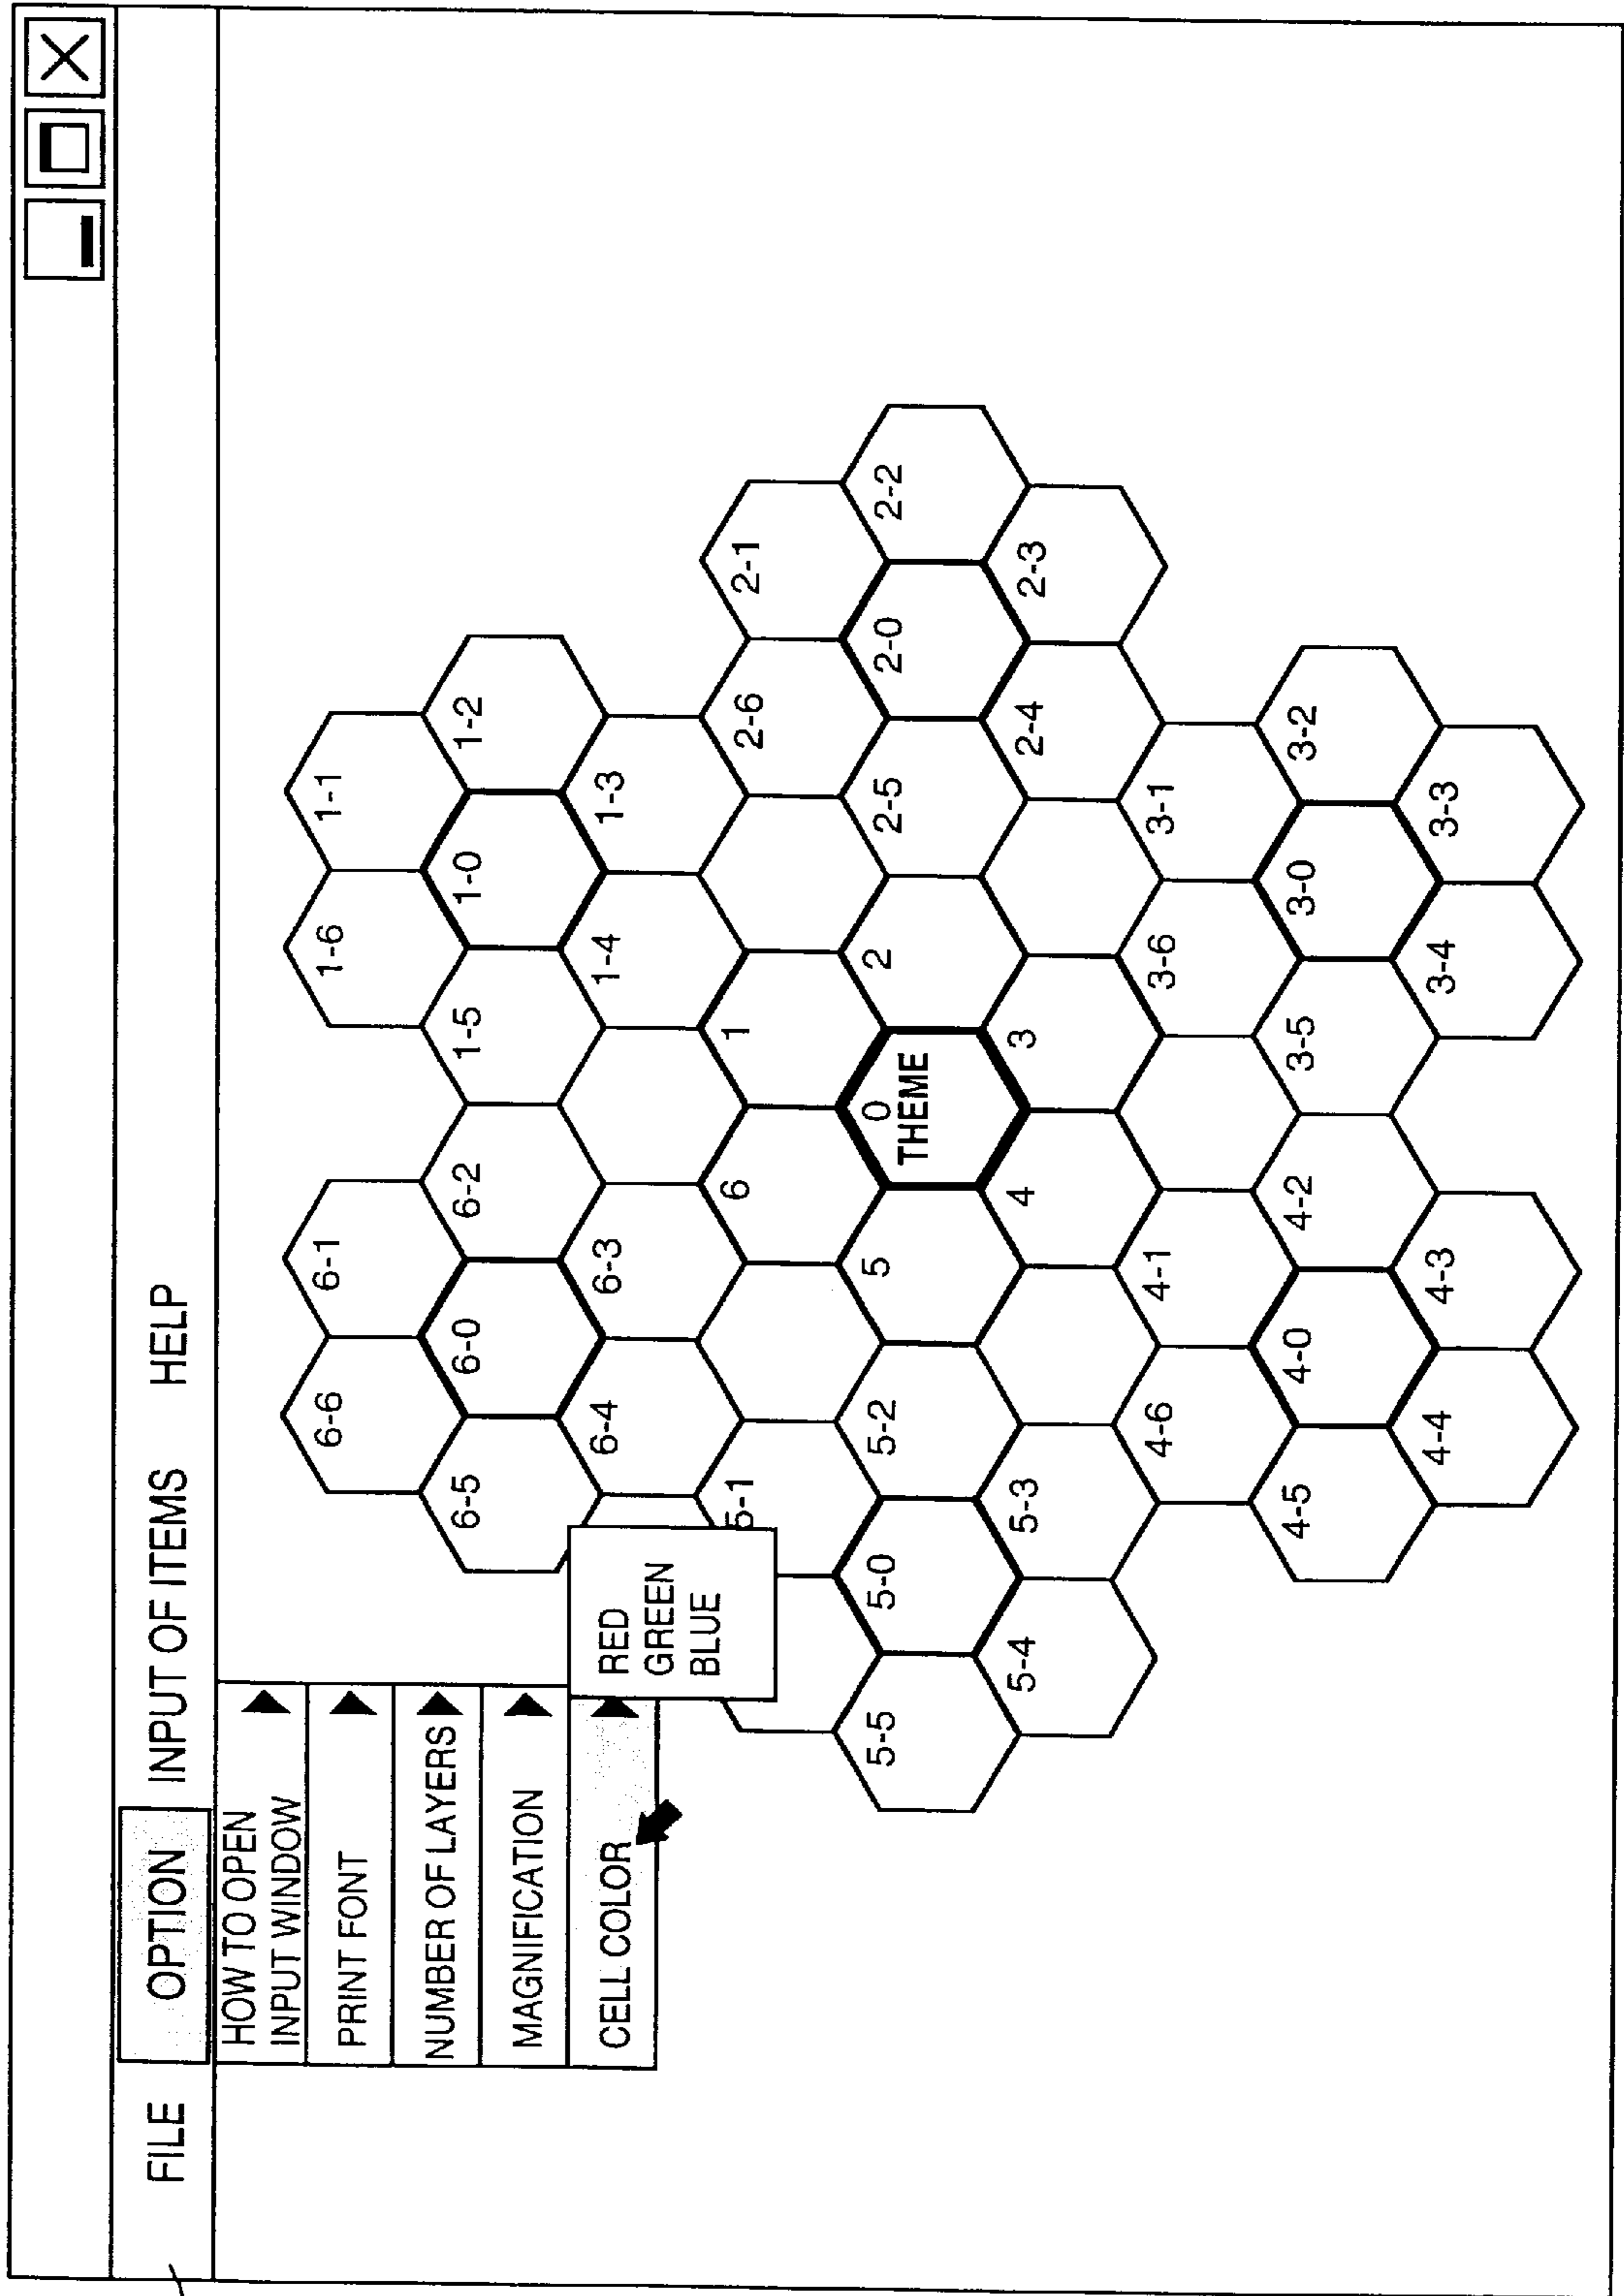 FILE OPTION INPUT OF ITEMS HELP
HOW TO OPEN
INPUT WINDOW
PRINT FONT
NUMBER OF LAYERS
MAGNIFICATION
CELL COLOR
RED
GREEN
BLUE
6-6 6-1 1-6 1-1
6-5 6-0 6-2 1-5 1-0 1-2
6-4 6-3 1-4 1-3
5-1 6 1 2-6 2-1
5-5 5-0 5-2 5 0 2 2-5 2-0 2-2
THEME
5-4 5-3 4 3 2-4 2-3
4-6 4-1 3-6 3-1
4-5 4-0 4-2 3-5 3-0 3-2
4-4 4-3 3-4 3-3